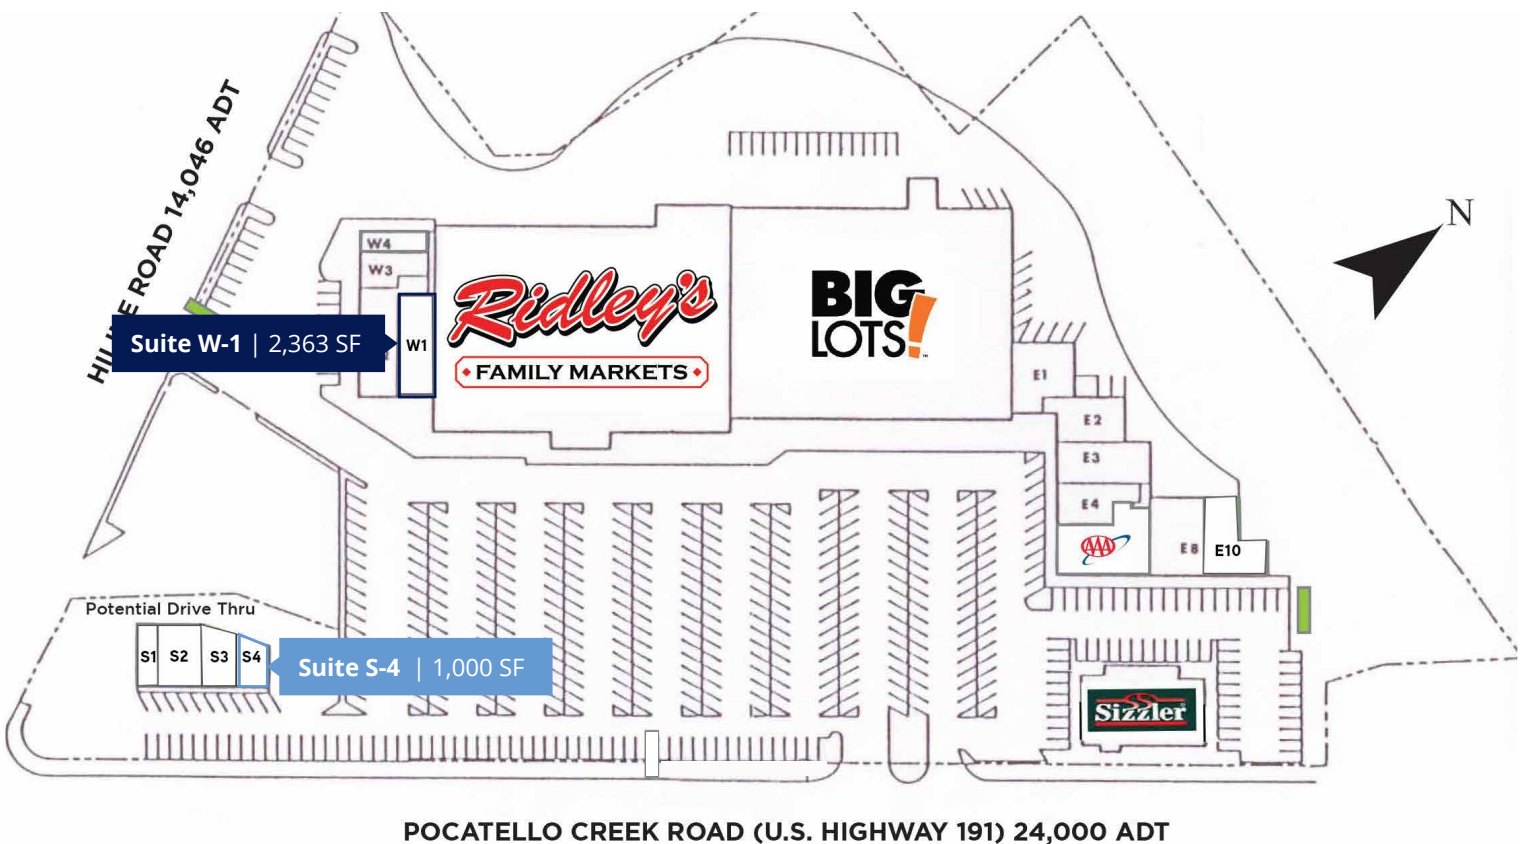 HILINE ROAD 14,046 ADT
N
W4
W3
Suite W-1 | 2,363 SF
W1
Ridley's
FAMILY MARKETS
BIG
LOTS!
E1
E2
E3
E4
AAA
E8
E10
Potential Drive Thru
S1
S2
S3
S4
Suite S-4 | 1,000 SF
Sizzler
POCATELLO CREEK ROAD (U.S. HIGHWAY 191) 24,000 ADT